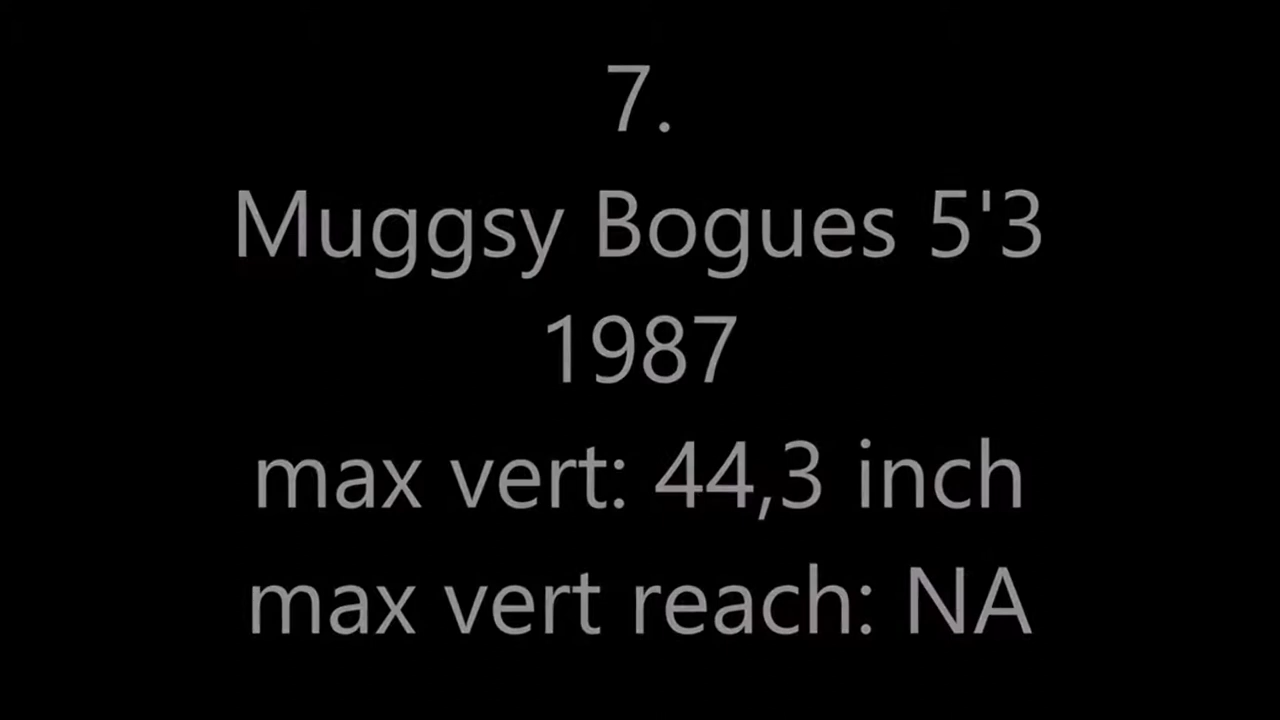 7.
Muggsy Bogues 5'3
1987
max vert: 44,3 inch
max vert reach: NA